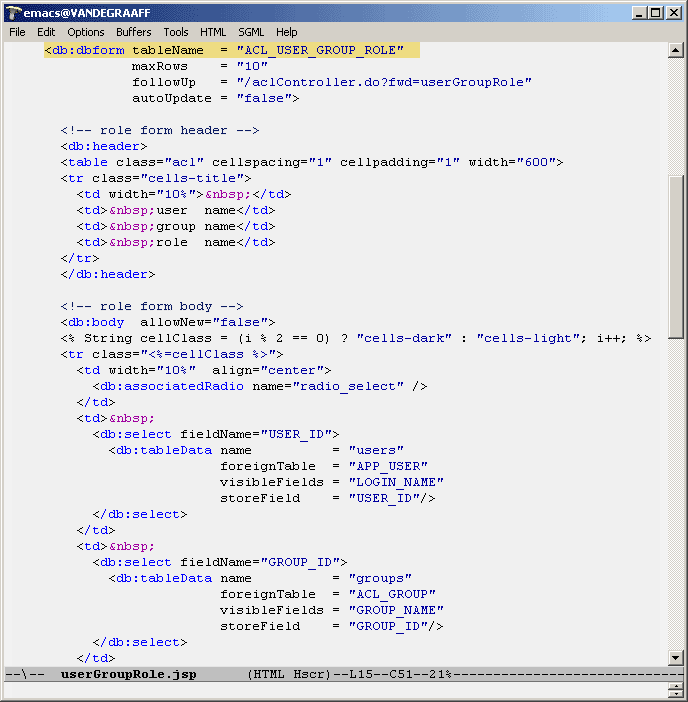 emacs@VANDEGRAAFF
File Edit Options Buffers Tools HTML SGML Help
<db:dbform tableName  = "ACL_USER_GROUP_ROLE"
           maxRows    = "10"
           followUp   = "/aclController.do?fwd=userGroupRole"
           autoUpdate = "false">
  <!-- role form header -->
  <db:header>
  <table class="acl" cellspacing="1" cellpadding="1" width="600">
  <tr class="cells-title">
    <td width="10%">&nbsp;</td>
    <td>&nbsp;user  name</td>
    <td>&nbsp;group name</td>
    <td>&nbsp;role  name</td>
  </tr>
  </db:header>
  <!-- role form body -->
  <db:body  allowNew="false">
  <% String cellClass = (i % 2 == 0) ? "cells-dark" : "cells-light"; i++; %>
  <tr class="<%=cellClass %>">
    <td width="10%"  align="center">
      <db:associatedRadio name="radio_select" />
    </td>
    <td>&nbsp;
      <db:select fieldName="USER_ID">
        <db:tableData name          = "users"
                      foreignTable  = "APP_USER"
                      visibleFields = "LOGIN_NAME"
                      storeField    = "USER_ID"/>
      </db:select>
    </td>
    <td>&nbsp;
      <db:select fieldName="GROUP_ID">
        <db:tableData name          = "groups"
                      foreignTable  = "ACL_GROUP"
                      visibleFields = "GROUP_NAME"
                      storeField    = "GROUP_ID"/>
      </db:select>
    </td>
--\--  userGroupRole.jsp      (HTML Hscr)--L15--C51--21%-----------------------------